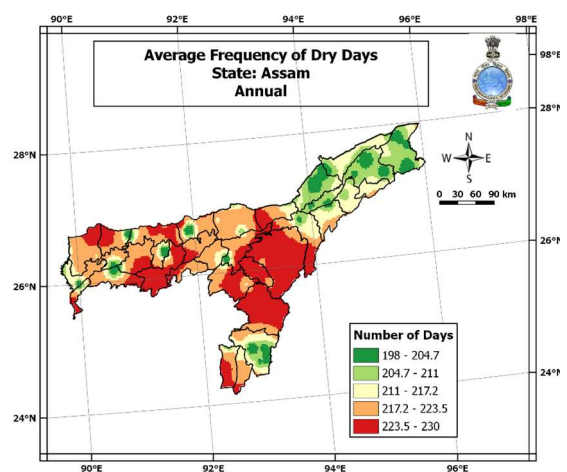 90°E
92°E
94°E
96°E
98°E
Average Frequency of Dry Days
State: Assam
Annual
98°E
28°N
28°N
W
N
E
S
0 30 60 90 km
26°N
26°N
Number of Days
198 - 204.7
204.7 - 211
211 - 217.2
217.2 - 223.5
223.5 - 230
24°N
24°N
90°E
92°E
94°E
96°E